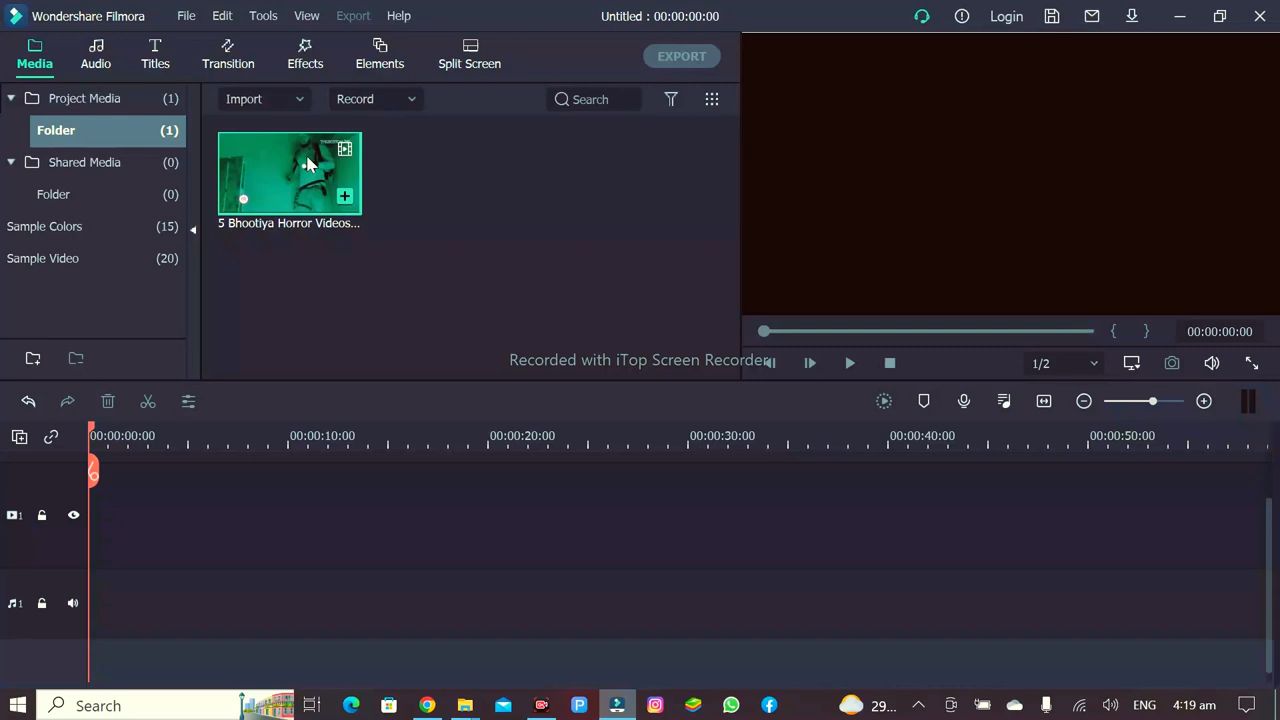 Wondershare Filmora File Edit Tools View Export Help Untitled : 00:00:00:00 Login
Media Audio Titles Transition Effects Elements Split Screen EXPORT
Project Media (1) Import Record Search
Folder (1)
Shared Media (0)
Folder (0)
Sample Colors (15)
Sample Video (20)
5 Bhootiya Horror Videos...
00:00:00:00
Recorded with iTop Screen Recorder
1/2
00:00:00:00 00:00:10:00 00:00:20:00 00:00:30:00 00:00:40:00 00:00:50:00
1
1
Search 29... ENG 4:19 am